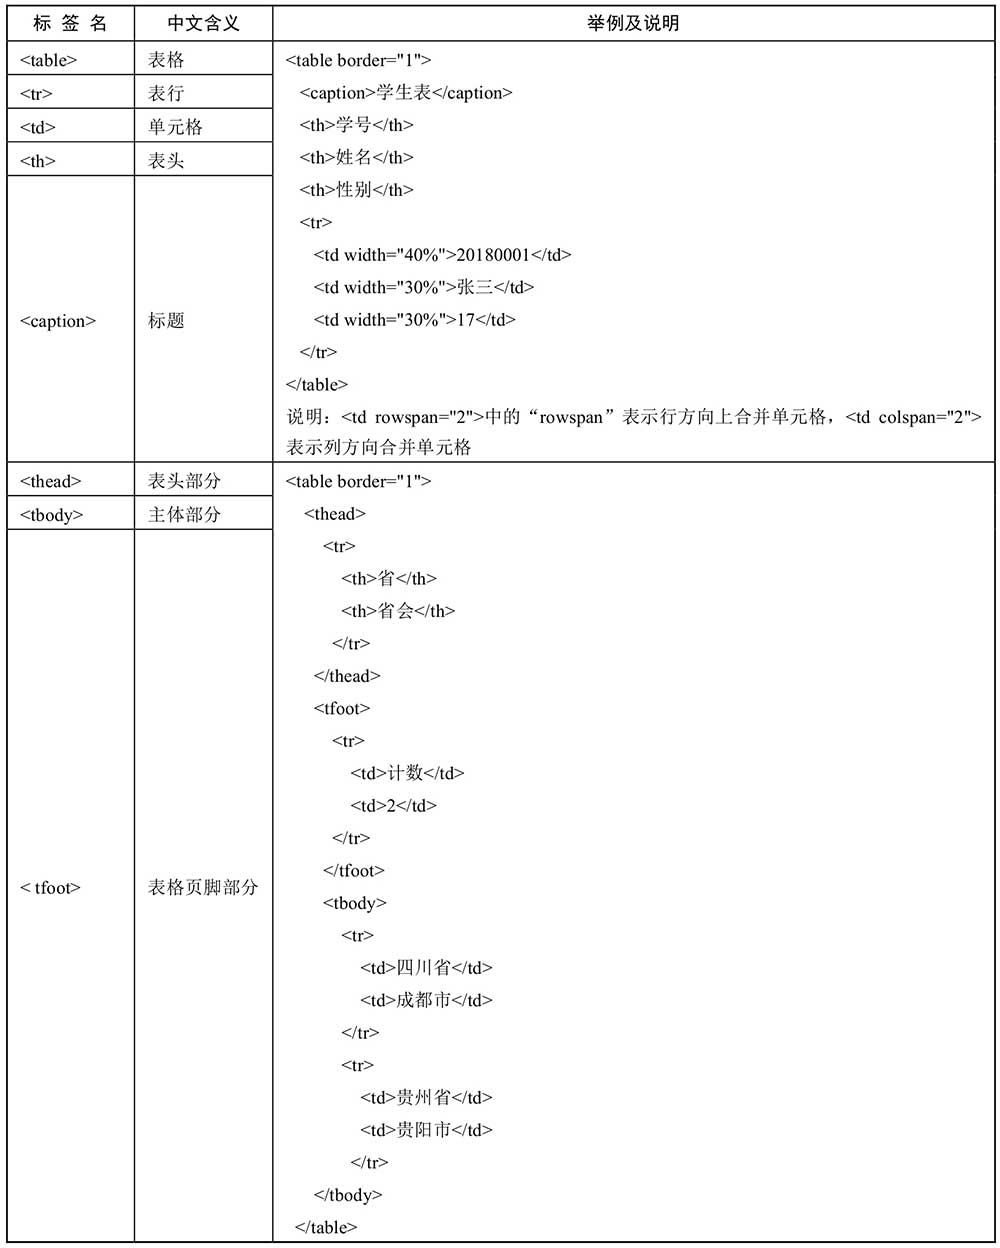 标 签 名 中文含义 举例及说明
<table> 表格 <table border="1">
<tr> 表行 <caption>学生表</caption>
<td> 单元格 <th>学号</th>
<th> 表头 <th>姓名</th>
<th>性别</th>
<tr>
<td width="40%">20180001</td>
<td width="30%">张三</td>
<caption> 标题 <td width="30%">17</td>
</tr>
</table>
说明：<td rowspan="2">中的“rowspan”表示行方向上合并单元格，<td colspan="2">
表示列方向合并单元格
<thead> 表头部分 <table border="1">
<tbody> 主体部分 <thead>
<tr>
<th>省</th>
<th>省会</th>
</tr>
</thead>
<tfoot>
<tr>
<td>计数</td>
<td>2</td>
</tr>
</tfoot>
< tfoot> 表格页脚部分
<tbody>
<tr>
<td>四川省</td>
<td>成都市</td>
</tr>
<tr>
<td>贵州省</td>
<td>贵阳市</td>
</tr>
</tbody>
</table>